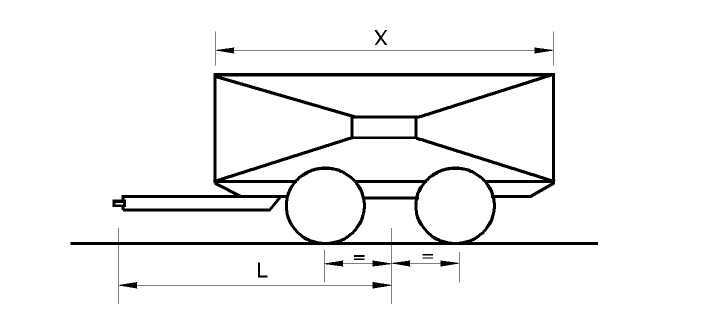 X
= =
L